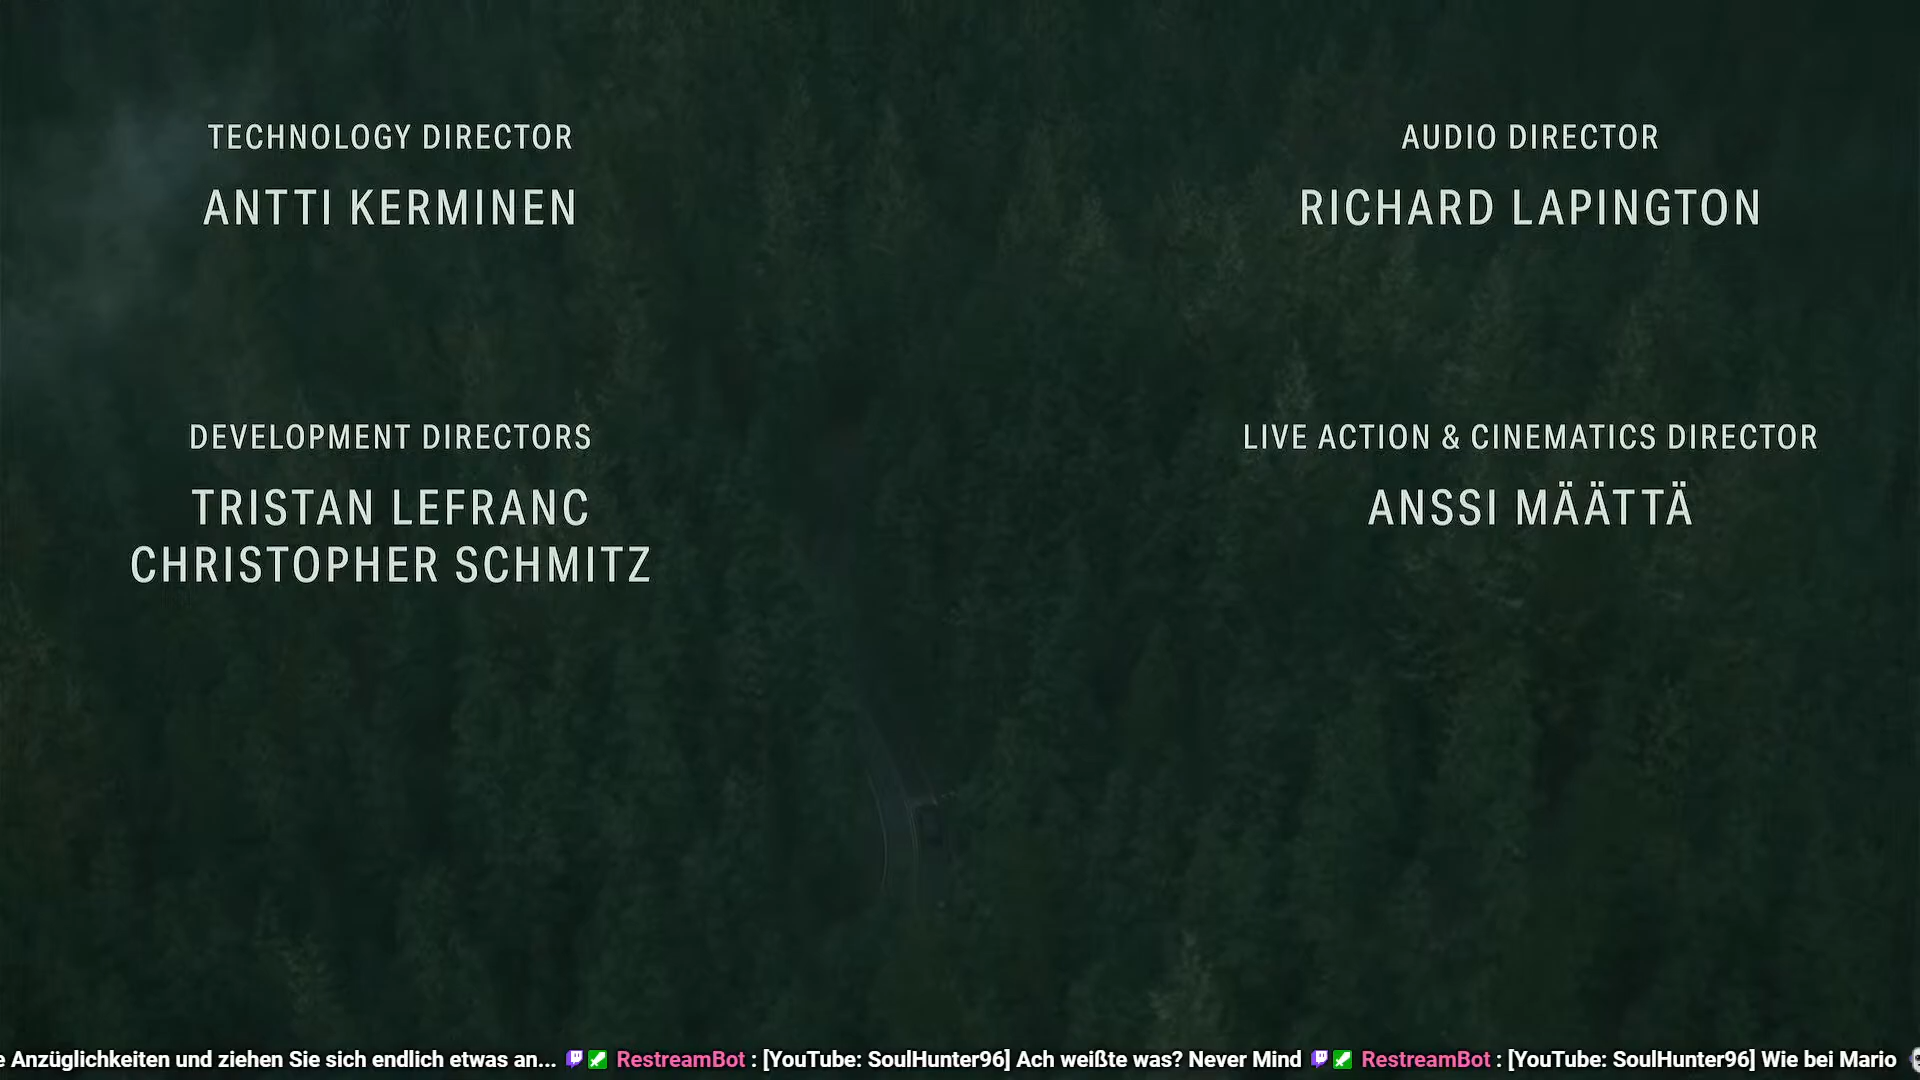 TECHNOLOGY DIRECTOR
ANTTI KERMINEN
AUDIO DIRECTOR
RICHARD LAPINGTON
DEVELOPMENT DIRECTORS
TRISTAN LEFRANC
CHRISTOPHER SCHMITZ
LIVE ACTION & CINEMATICS DIRECTOR
ANSSI MÄÄTTÄ
Anzüglichkeiten und ziehen Sie sich endlich etwas an... RestreamBot : [YouTube: SoulHunter96] Ach weißte was? Never Mind RestreamBot : [YouTube: SoulHunter96] Wie bei Mario